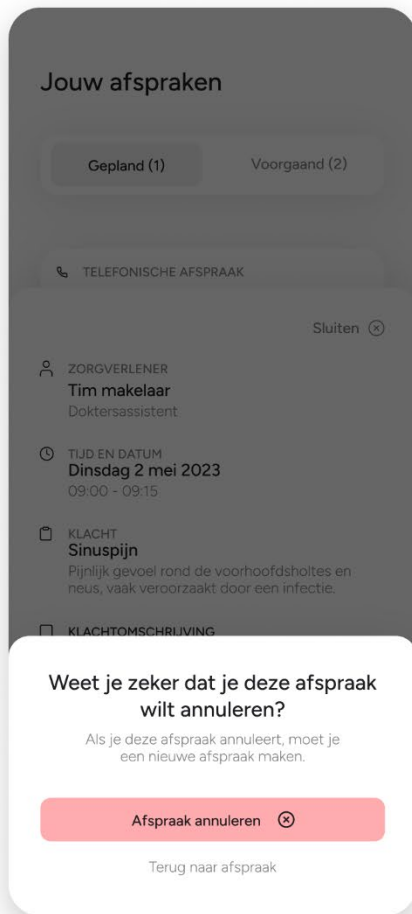 Jouw afspraken
Gepland (1)
Voorgaand (2)
TELEFONISCHE AFSPRAAK
Sluiten
ZORGVERLENER
Tim makelaar
Doktersassistent
TIJD EN DATUM
Dinsdag 2 mei 2023
09:00 - 09:15
KLACHT
Sinuspijn
Pijnlijk gevoel rond de voorhoofdsholtes en
neus, vaak veroorzaakt door een infectie.
KLACHTOMSCHRIJVING
Weet je zeker dat je deze afspraak
wilt annuleren?
Als je deze afspraak annuleert, moet je
een nieuwe afspraak maken.
Afspraak annuleren
Terug naar afspraak